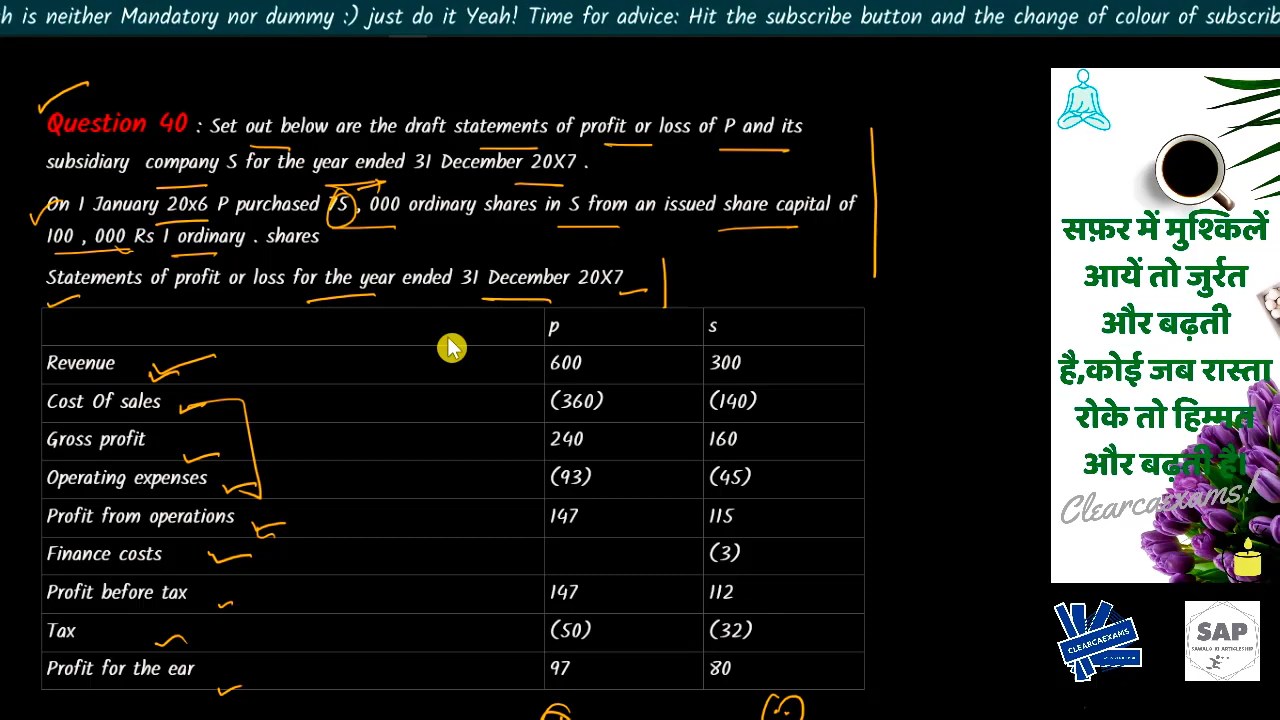 h is neither Mandatory nor dummy :) just do it Yeah! Time for advice: Hit the subscribe button and the change of colour of subscrib
Question 40 : Set out below are the draft statements of profit or loss of P and its
subsidiary company S for the year ended 31 December 20X7 .
On 1 January 20x6 P purchased 75 , 000 ordinary shares in S from an issued share capital of
100 , 000 Rs 1 ordinary . shares
Statements of profit or loss for the year ended 31 December 20X7
p s
Revenue 600 300
Cost Of sales (360) (140)
Gross profit 240 160
Operating expenses (93) (45)
Profit from operations 147 115
Finance costs (3)
Profit before tax 147 112
Tax (50) (32)
Profit for the ear 97 80
सफ़र में मुश्किलें
आयें तो जुर्रत
और बढ़ती
है,कोई जब रास्ता
रोके तो हिम्मत
और बढ़ती है।
Clearcaexams!
CLEARCAEXAMS
SAP
SAWALO KI ARTICLESHIP